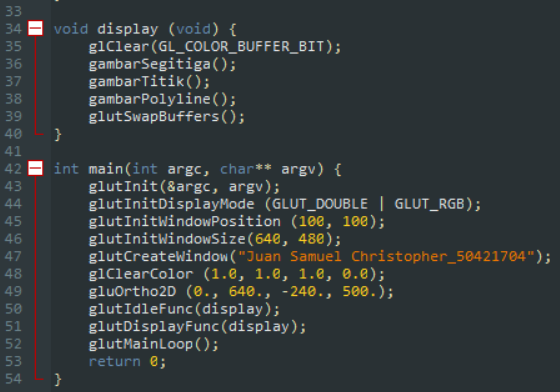 33
34 void display (void) {
35 glClear(GL_COLOR_BUFFER_BIT);
36 gambarSegitiga();
37 gambarTitik();
38 gambarPolyline();
39 glutSwapBuffers();
40 }
41
42 int main(int argc, char** argv) {
43 glutInit(&argc, argv);
44 glutInitDisplayMode (GLUT_DOUBLE | GLUT_RGB);
45 glutInitWindowPosition (100, 100);
46 glutInitWindowSize(640, 480);
47 glutCreateWindow("Juan Samuel Christopher_50421704");
48 glClearColor (1.0, 1.0, 1.0, 0.0);
49 gluOrtho2D (0., 640., -240., 500.);
50 glutIdleFunc(display);
51 glutDisplayFunc(display);
52 glutMainLoop();
53 return 0;
54 }